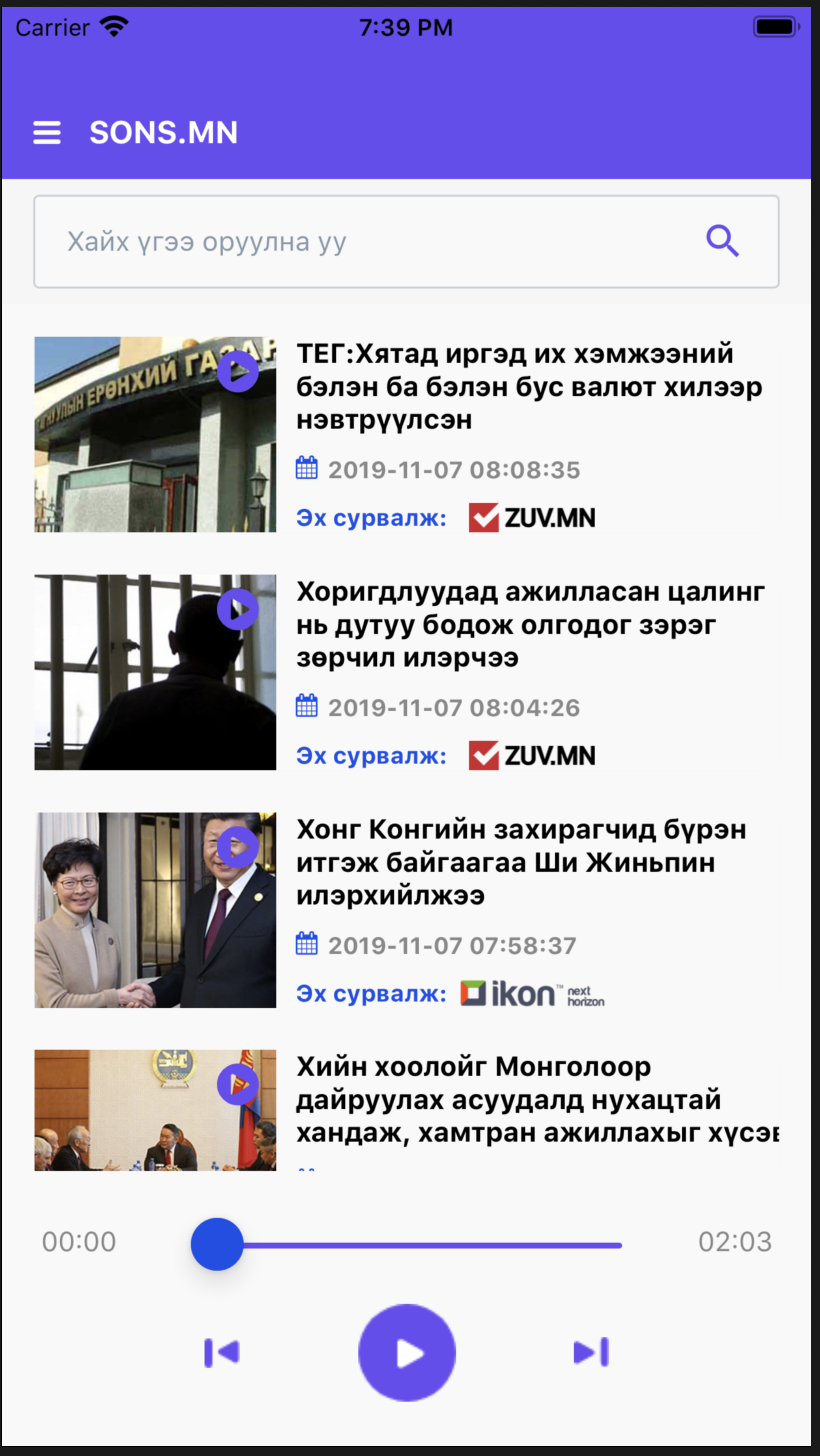 Carrier 7:39 PM
SONS.MN
Хайх үгээ оруулна уу
ТАГНУУЛЫН ЕРӨНХИЙ ГАЗАР
ТЕГ:Хятад иргэд их хэмжээний
бэлэн ба бэлэн бус валют хилээр
нэвтрүүлсэн
2019-11-07 08:08:35
Эх сурвалж: ZUV.MN
Хоригдлуудад ажилласан цалинг
нь дутуу бодож олгодог зэрэг
зөрчил илэрчээ
2019-11-07 08:04:26
Эх сурвалж: ZUV.MN
Хонг Конгийн захирагчид бүрэн
итгэж байгаагаа Ши Жиньпин
илэрхийлжээ
2019-11-07 07:58:37
Эх сурвалж: ikon™ next
horizon
Хийн хоолойг Монголоор
дайруулах асуудалд нухацтай
хандаж, хамтран ажиллахыг
00:00 02:03